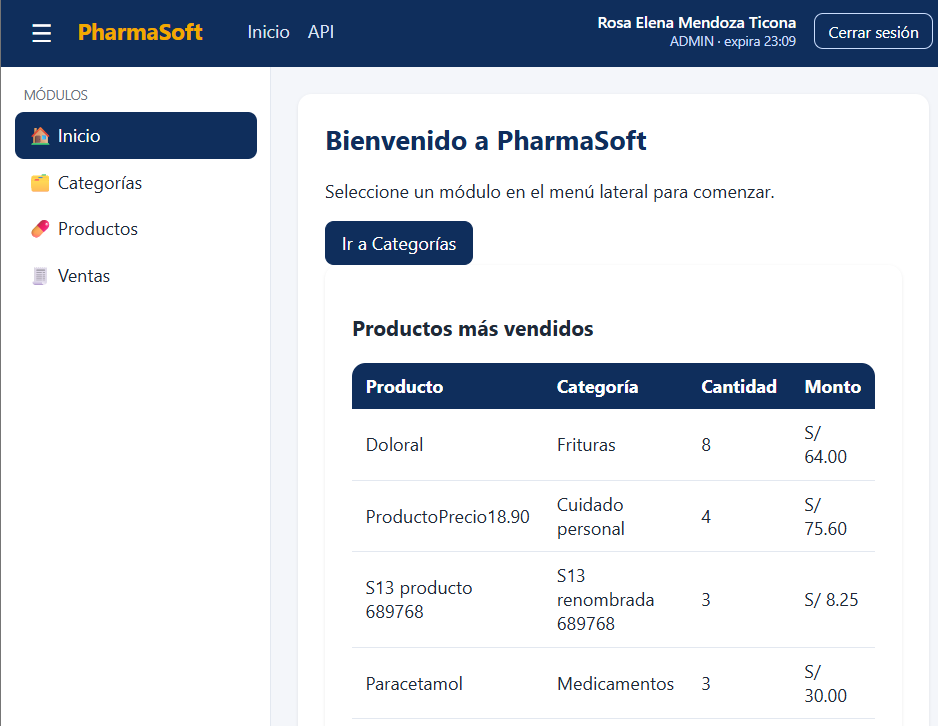 PharmaSoft
Inicio API
Rosa Elena Mendoza Ticona
ADMIN · expira 23:09
Cerrar sesión
MÓDULOS
Inicio
Categorías
Productos
Ventas
Bienvenido a PharmaSoft
Seleccione un módulo en el menú lateral para comenzar.
Ir a Categorías
Productos más vendidos
Producto Categoría Cantidad Monto
Doloral Frituras 8 S/
64.00
ProductoPrecio18.90 Cuidado
personal 4 S/
75.60
S13 producto
689768 S13
renombrada
689768 3 S/ 8.25
Paracetamol Medicamentos 3 S/
30.00